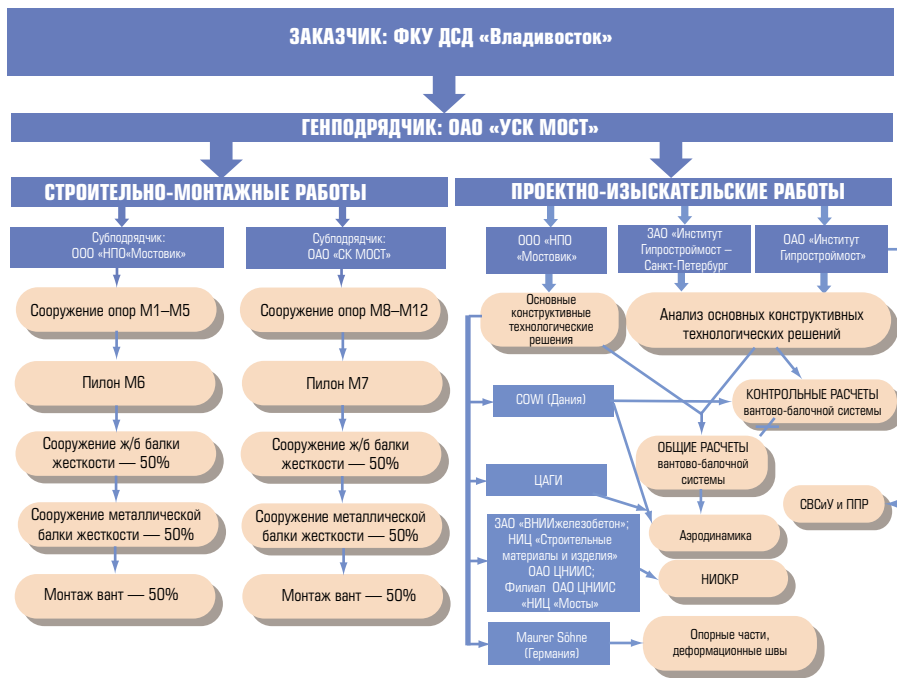 ЗАКАЗЧИК: ФКУ ДСД «Владивосток»
ГЕНПОДРЯДЧИК: ОАО «УСК МОСТ»
СТРОИТЕЛЬНО-МОНТАЖНЫЕ РАБОТЫ
Субподрядчик:
ООО «НПО«Мостовик»
Сооружение опор М1–М5
Пилон М6
Сооружение ж/б балки
жесткости — 50%
Сооружение металлической
балки жесткости — 50%
Монтаж вант — 50%
Субподрядчик:
ОАО «СК МОСТ»
Сооружение опор М8–М12
Пилон М7
Сооружение ж/б балки
жесткости — 50%
Сооружение металлической
балки жесткости — 50%
Монтаж вант — 50%
ПРОЕКТНО-ИЗЫСКАТЕЛЬСКИЕ РАБОТЫ
ООО «НПО
«Мостовик»
ЗАО «Институт
Гипростроймост –
Санкт-Петербург
ОАО «Институт
Гипростроймост»
Основные
конструктивные
технологические
решения
Анализ основных конструктивных
технологических решений
COWI (Дания)
КОНТРОЛЬНЫЕ РАСЧЕТЫ
вантово-балочной системы
ОБЩИЕ РАСЧЕТЫ
вантово-балочной
системы
ЦАГИ
СВСиУ и ППР
ЗАО «ВНИИжелезобетон»;
НИЦ «Строительные
материалы и изделия»
ОАО ЦНИИС;
Филиал ОАО ЦНИИС
«НИЦ «Мосты»
Аэродинамика
НИОКР
Maurer Söhne
(Германия)
Опорные части,
деформационные швы